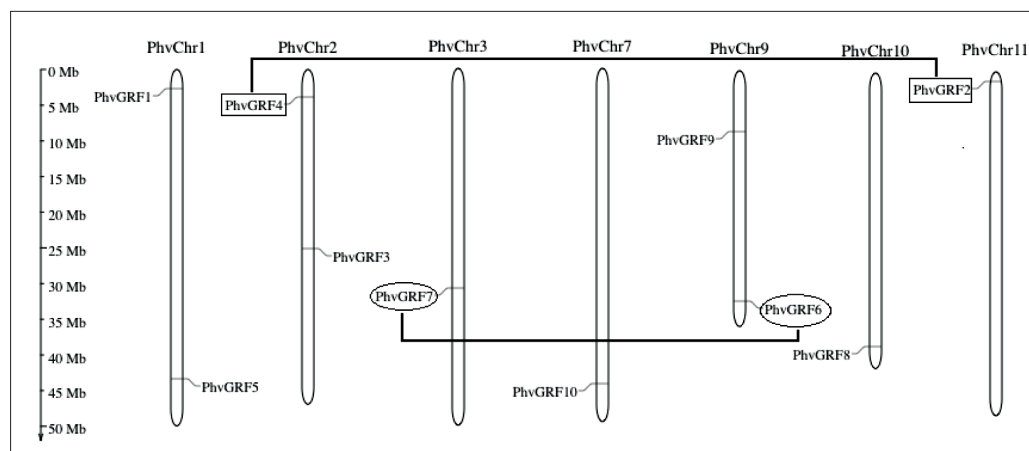 PhvChr1 PhvChr2 PhvChr3 PhvChr7 PhvChr9 PhvChr10 PhvChr11
0 Mb
PhvGRF1 PhvGRF4 PhvGRF2
5 Mb
10 Mb
PhvGRF9
15 Mb
20 Mb
25 Mb
PhvGRF3
30 Mb
PhvGRF7 PhvGRF6
35 Mb
40 Mb
PhvGRF8
45 Mb
PhvGRF5 PhvGRF10
50 Mb